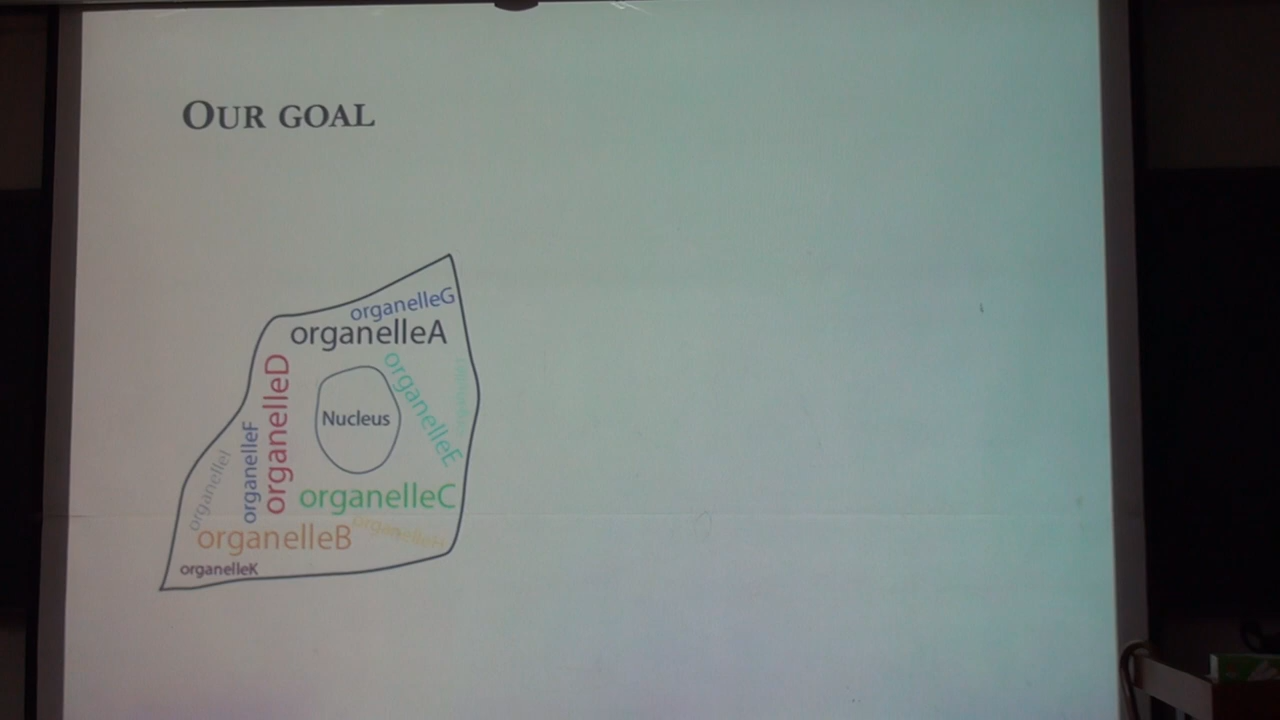 OUR GOAL
organelleG
organelleA
organelleD
organelleE
Nucleus
organelleF
organelleI
organelleC
organelleB
organelleH
organelleK